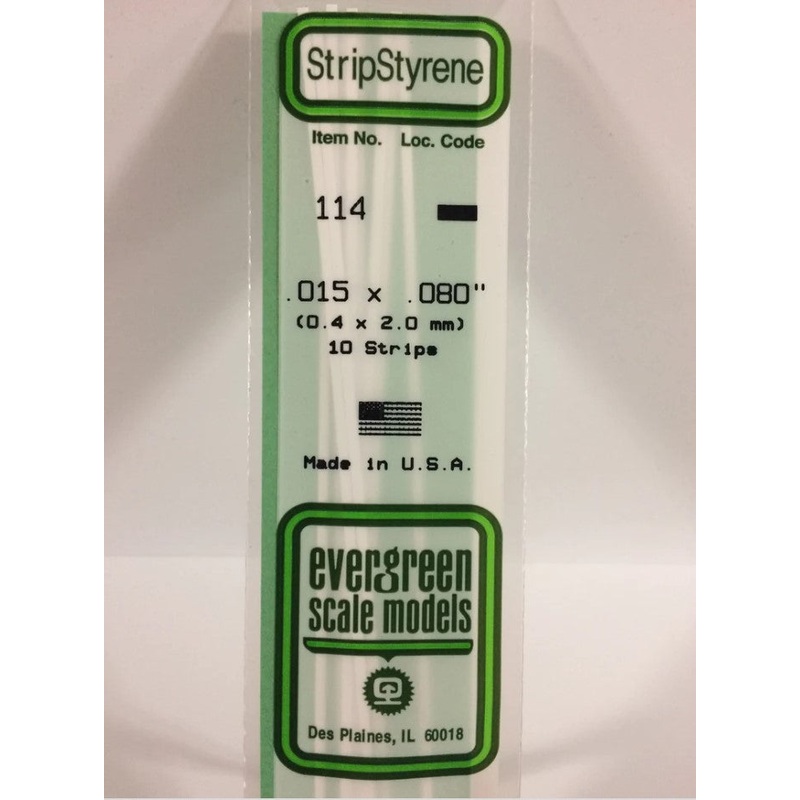 StripStyrene
Item No. Loc. Code
114
.015 x .080"
(0.4 x 2.0 mm)
10 Strips
Made in U.S.A.
evergreen
scale models
Des Plaines, IL 60018